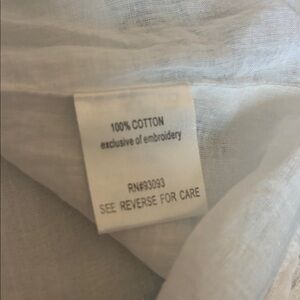 100% COTTON
exclusive of embroidery
RN#93093
SEE REVERSE FOR CARE